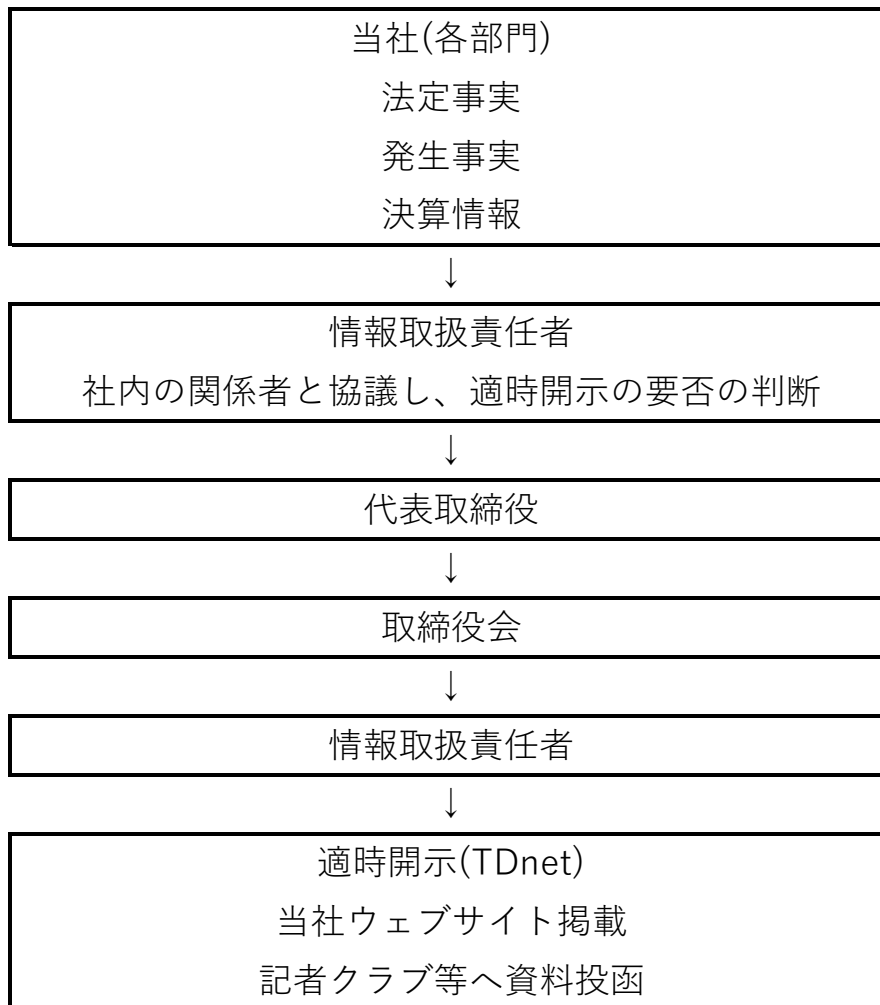 当社(各部門)
法定事実
発生事実
決算情報
↓
情報取扱責任者
社内の関係者と協議し、適時開示の要否の判断
↓
代表取締役
↓
取締役会
↓
情報取扱責任者
↓
適時開示(TDnet)
当社ウェブサイト掲載
記者クラブ等へ資料投函